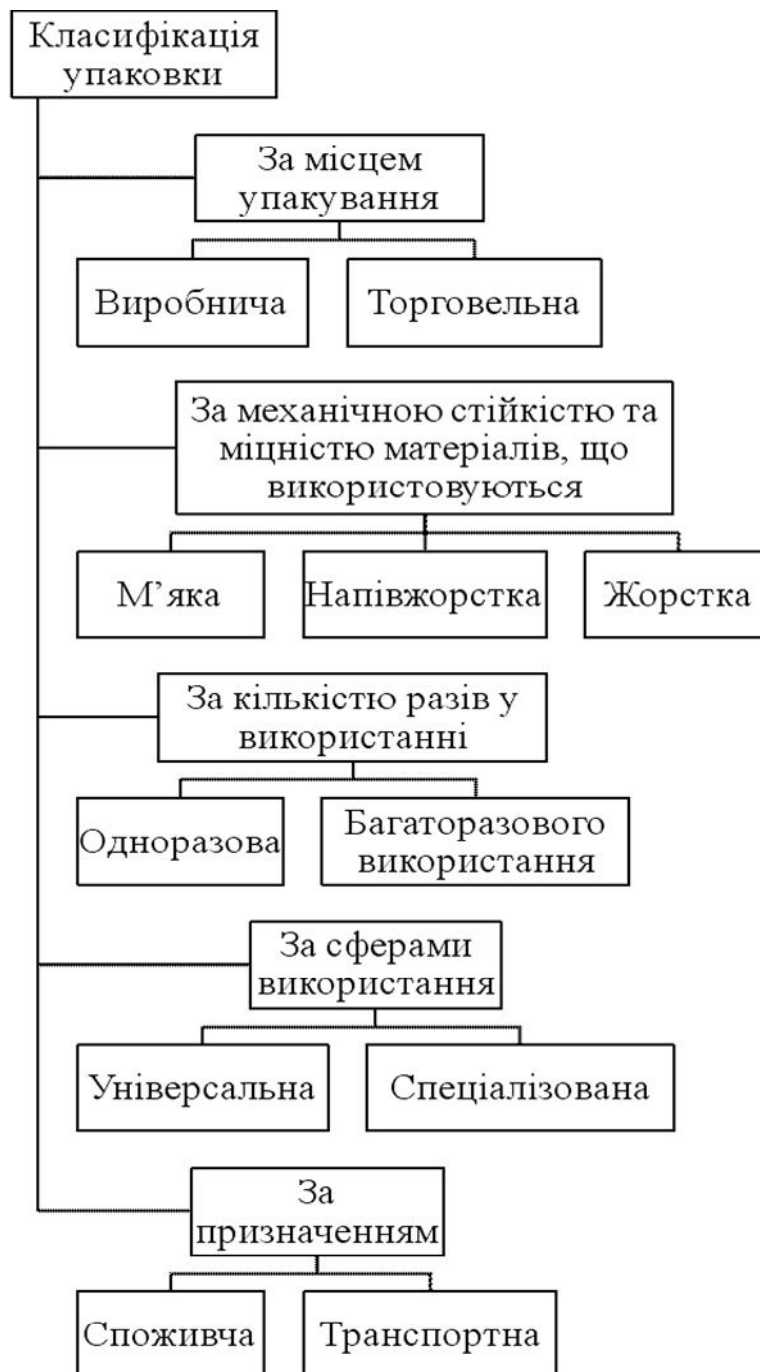 Класифікація
упаковки
За місцем
упакування
Виробнича
Торговельна
За механічною стійкістю та
міцністю матеріалів, що
використовуються
М’яка
Напівжорстка
Жорстка
За кількістю разів у
використанні
Одноразова
Багаторазового
використання
За сферами
використання
Універсальна
Спеціалізована
За
призначенням
Споживча
Транспортна